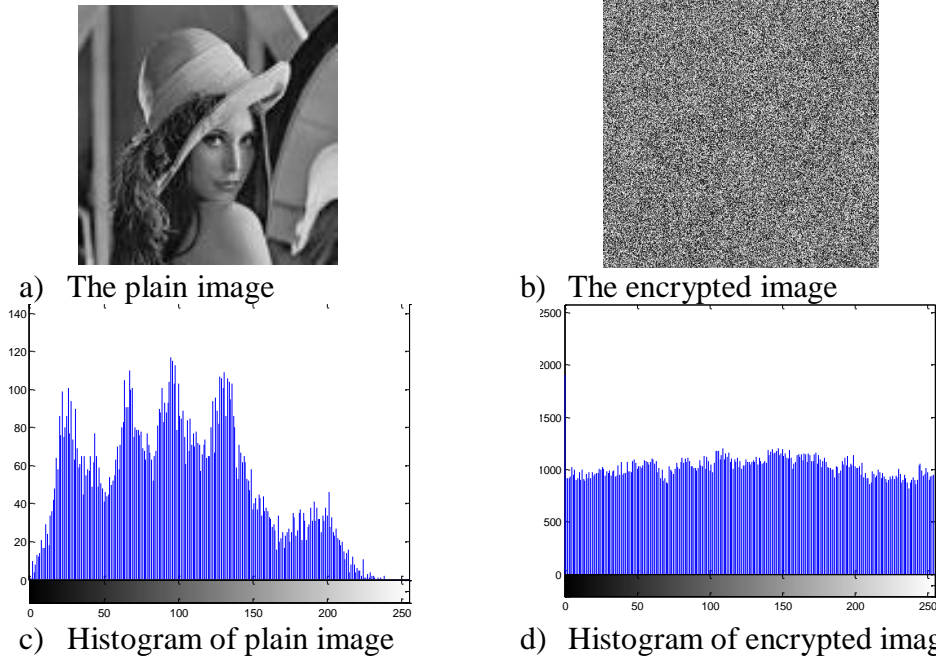 a) The plain image
b) The encrypted image
140
120
100
80
60
40
20
0
0 50 100 150 200 250
2500
2000
1500
1000
500
0
0 50 100 150 200 250
c) Histogram of plain image
d) Histogram of encrypted imag